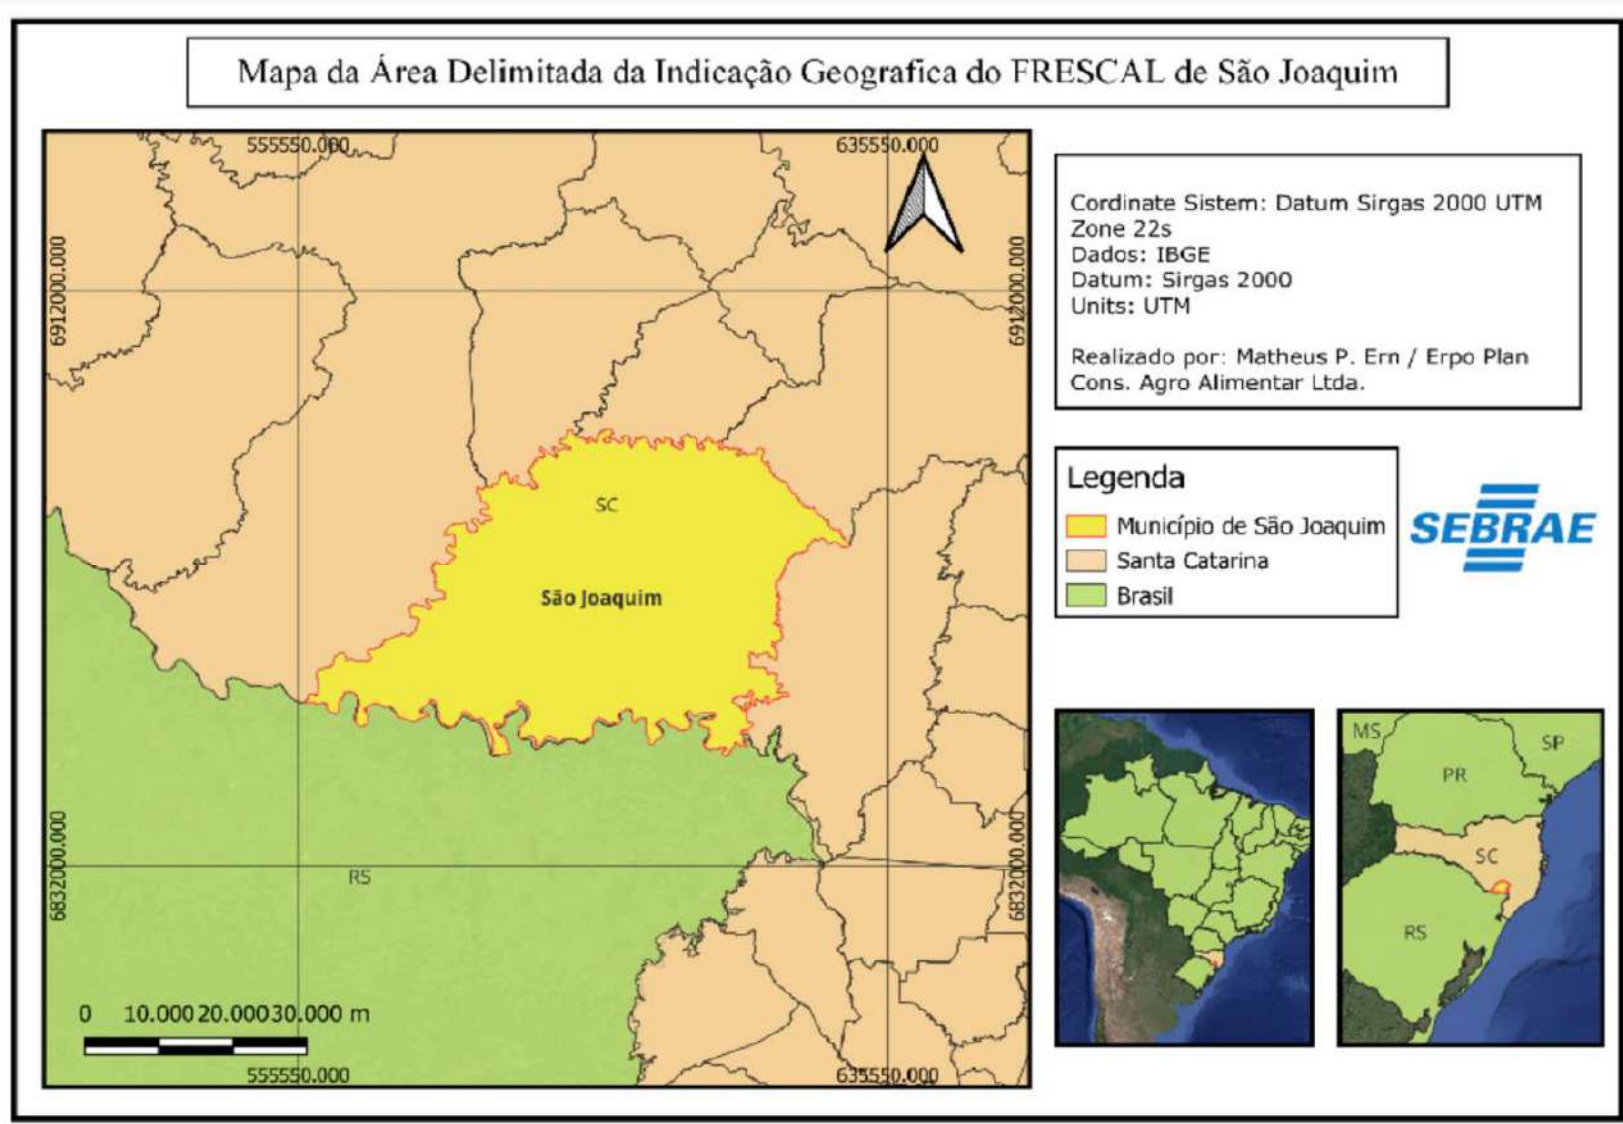 Mapa da Área Delimitada da Indicação Geografica do FRESCAL de São Joaquim
555550.000
635550.000
6912000.000
6912000.000
SC
São Joaquim
6832000.000
6832000.000
RS
0 10.000 20.000 30.000 m
555550.000
635550.000
Cordinate Sistem: Datum Sirgas 2000 UTM
Zone 22s
Dados: IBGE
Datum: Sirgas 2000
Units: UTM
Realizado por: Matheus P. Ern / Erpo Plan
Cons. Agro Alimentar Ltda.
Legenda
Município de São Joaquim
Santa Catarina
Brasil
SEBRAE
MS
SP
PR
SC
RS